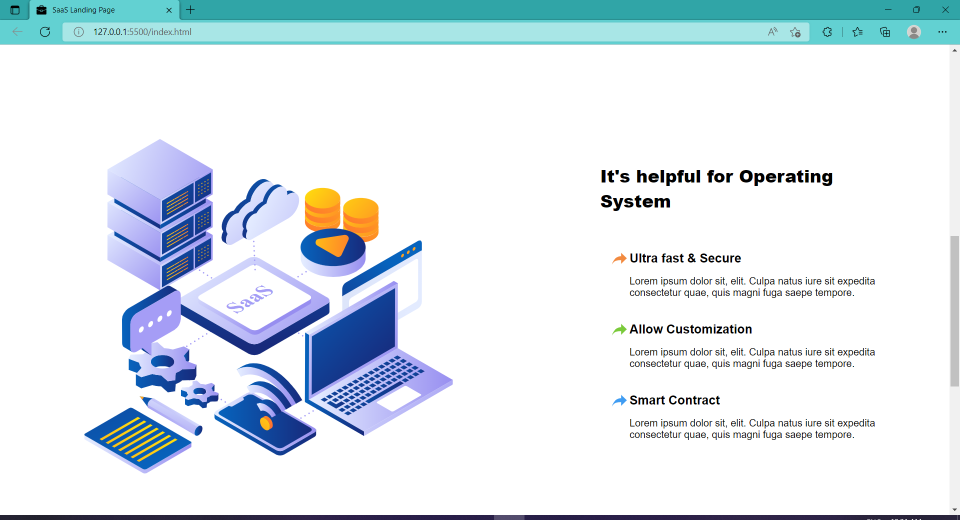 SaaS Landing Page
127.0.0.1:5500/index.html
It's helpful for Operating
System
SaaS
Ultra fast & Secure
Lorem ipsum dolor sit, elit. Culpa natus iure sit expedita
consectetur quae, quis magni fuga saepe tempore.
Allow Customization
Lorem ipsum dolor sit, elit. Culpa natus iure sit expedita
consectetur quae, quis magni fuga saepe tempore.
Smart Contract
Lorem ipsum dolor sit, elit. Culpa natus iure sit expedita
consectetur quae, quis magni fuga saepe tempore.